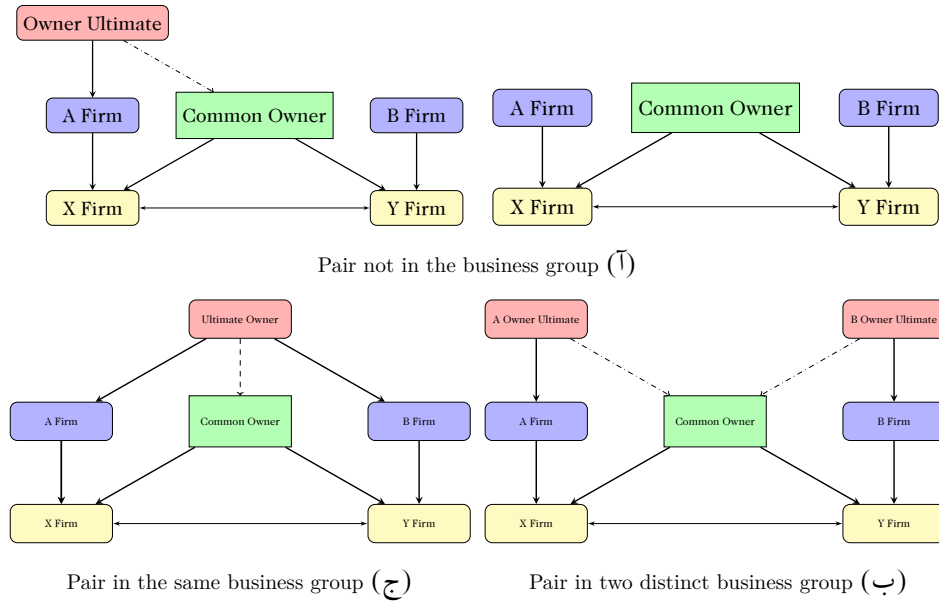 Owner Ultimate
A Firm
Common Owner
B Firm
X Firm
Y Firm
A Firm
Common Owner
B Firm
X Firm
Y Firm
Pair not in the business group (آ)
Ultimate Owner
A Firm
Common Owner
B Firm
X Firm
Y Firm
Pair in the same business group (ج)
A Owner Ultimate
B Owner Ultimate
A Firm
Common Owner
B Firm
X Firm
Y Firm
Pair in two distinct business group (ب)